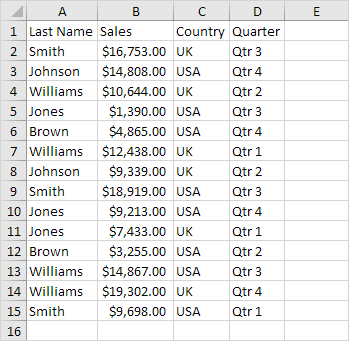 A B C D E
1 Last Name Sales Country Quarter
2 Smith $16,753.00 UK Qtr 3
3 Johnson $14,808.00 USA Qtr 4
4 Williams $10,644.00 UK Qtr 2
5 Jones $1,390.00 USA Qtr 3
6 Brown $4,865.00 USA Qtr 4
7 Williams $12,438.00 UK Qtr 1
8 Johnson $9,339.00 UK Qtr 2
9 Smith $18,919.00 USA Qtr 3
10 Jones $9,213.00 USA Qtr 4
11 Jones $7,433.00 UK Qtr 1
12 Brown $3,255.00 USA Qtr 2
13 Williams $14,867.00 USA Qtr 3
14 Williams $19,302.00 UK Qtr 4
15 Smith $9,698.00 USA Qtr 1
16